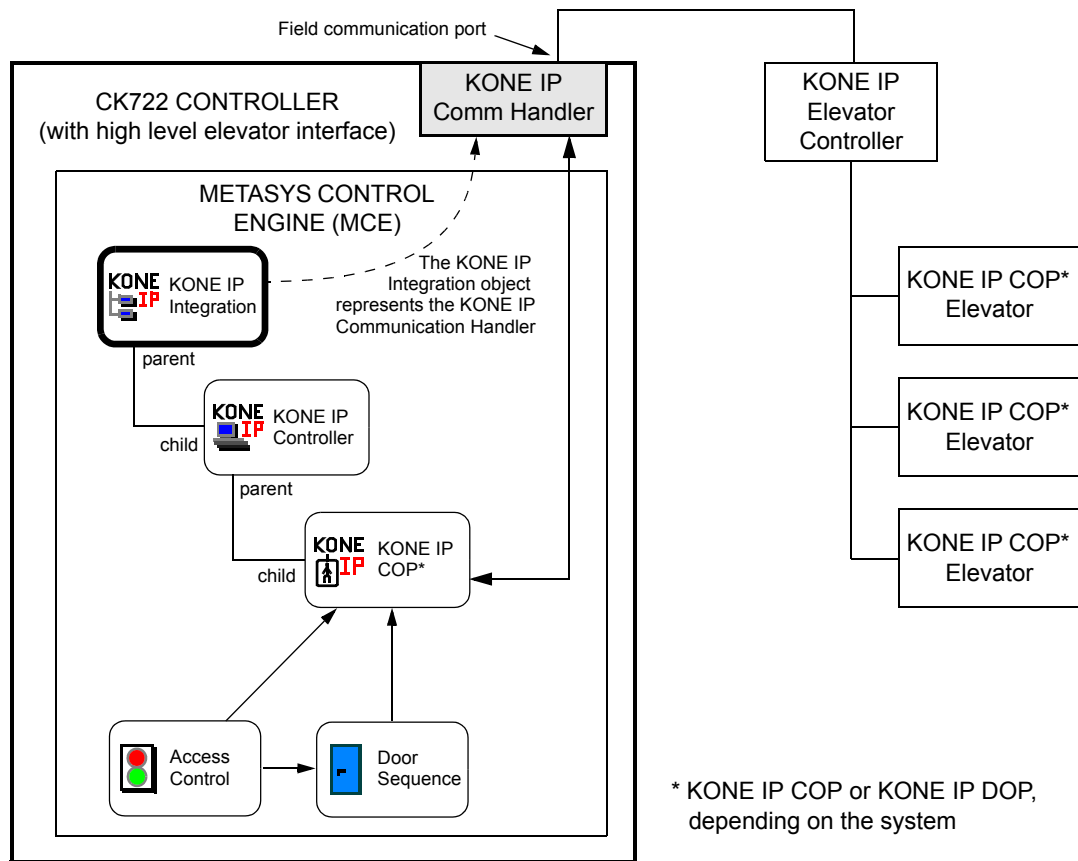 Field communication port
KONE IP
Comm Handler
CK722 CONTROLLER
(with high level elevator interface)
KONE IP
Elevator
Controller
METASYS CONTROL
ENGINE (MCE)
KONE
IP
KONE IP
Integration
The KONE IP
Integration object
represents the KONE IP
Communication Handler
parent
KONE IP COP*
Elevator
KONE
IP
KONE IP
Controller
child
parent
KONE IP COP*
Elevator
KONE
IP
KONE IP
COP*
child
KONE IP COP*
Elevator
Access
Control
Door
Sequence
* KONE IP COP or KONE IP DOP,
depending on the system